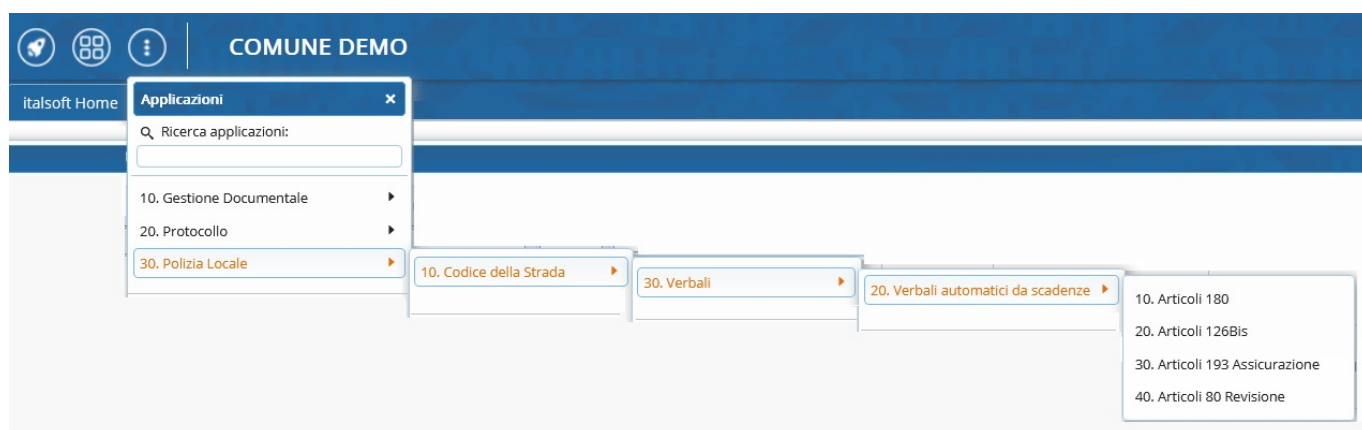 COMUNE DEMO
italsoft Home
Applicazioni
Ricerca applicazioni:
10. Gestione Documentale
20. Protocollo
30. Polizia Locale
10. Codice della Strada
30. Verbali
20. Verbali automatici da scadenze
10. Articoli 180
20. Articoli 126Bis
30. Articoli 193 Assicurazione
40. Articoli 80 Revisione